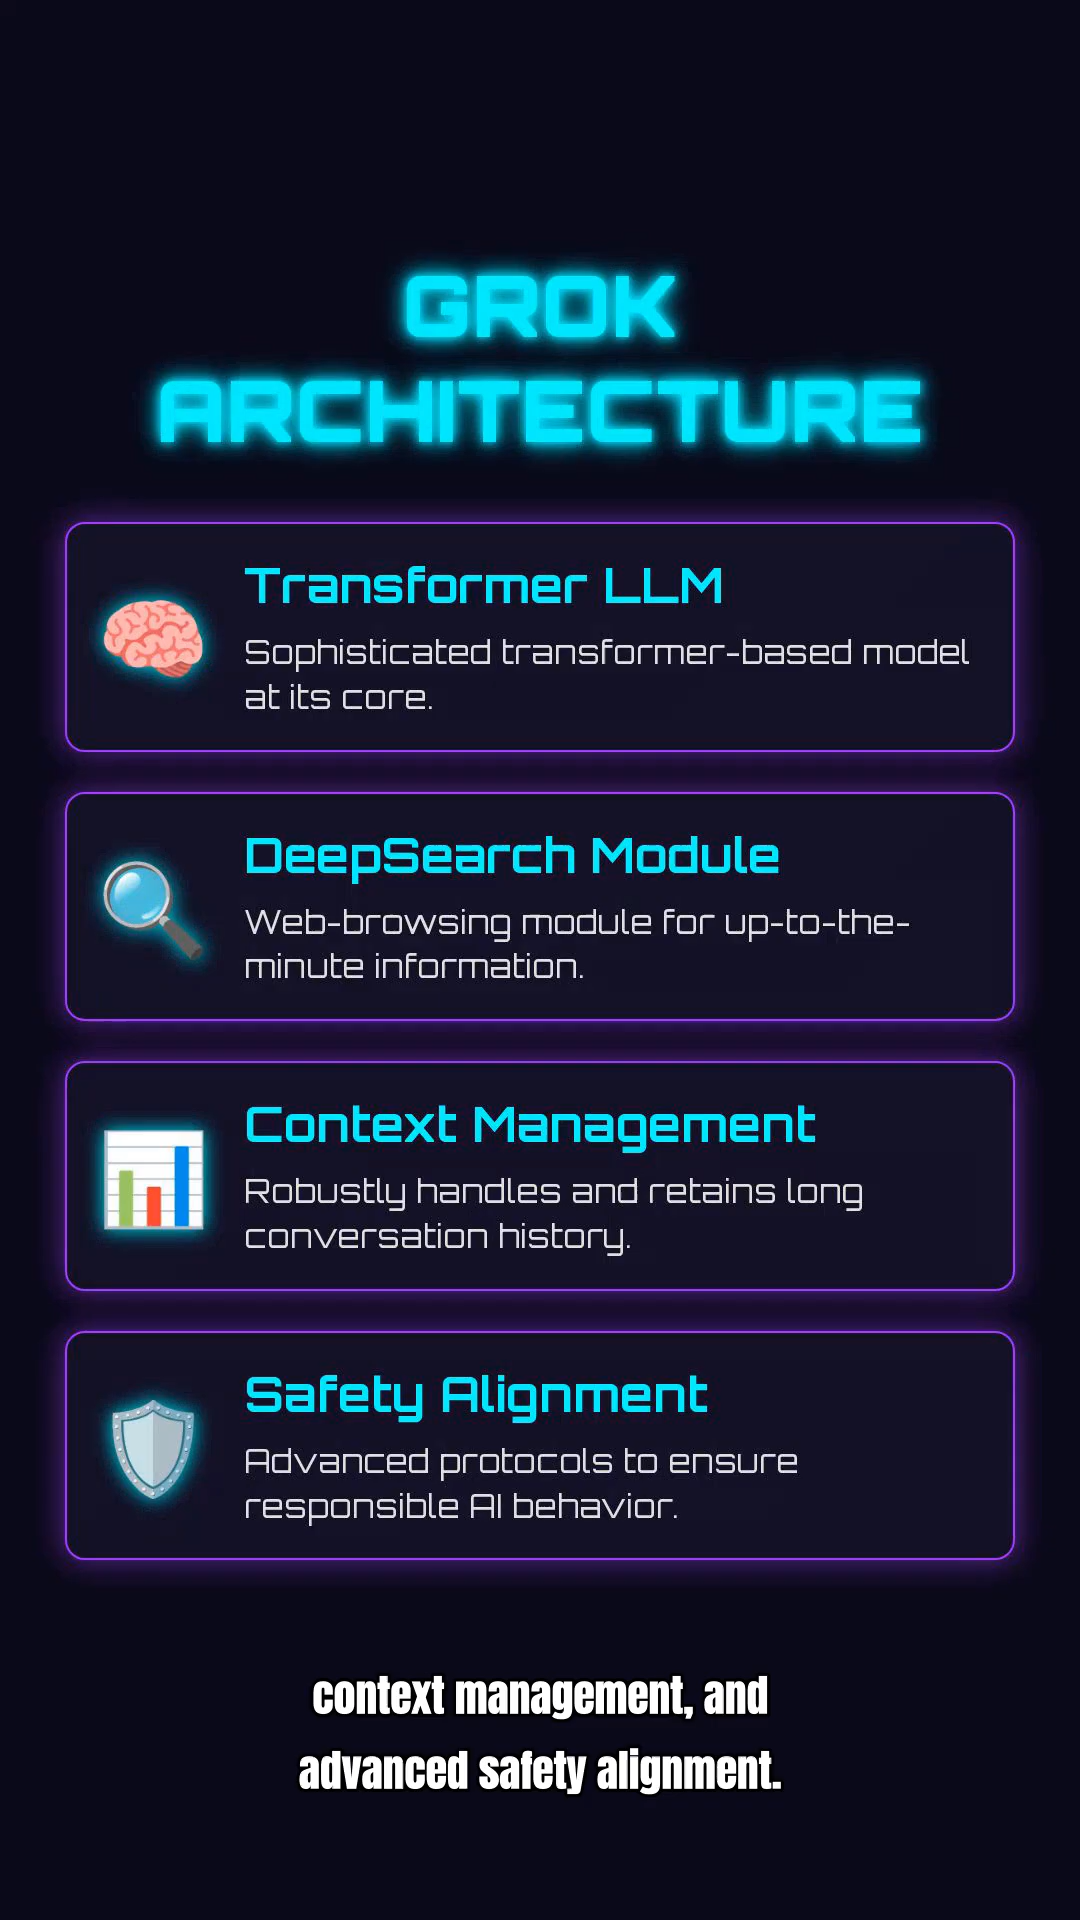 GROK
ARCHITECTURE
Transformer LLM
Sophisticated transformer-based model
at its core.
DeepSearch Module
Web-browsing module for up-to-the-
minute information.
Context Management
Robustly handles and retains long
conversation history.
Safety Alignment
Advanced protocols to ensure
responsible AI behavior.
context management, and
advanced safety alignment.